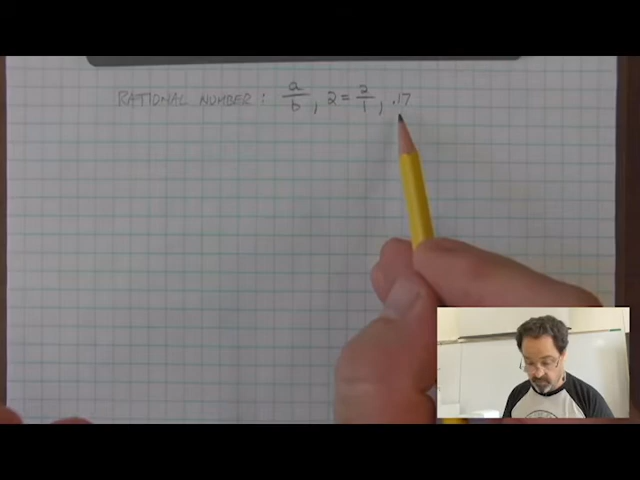 RATIONAL NUMBER: a/b, 2 = 2/1, .17